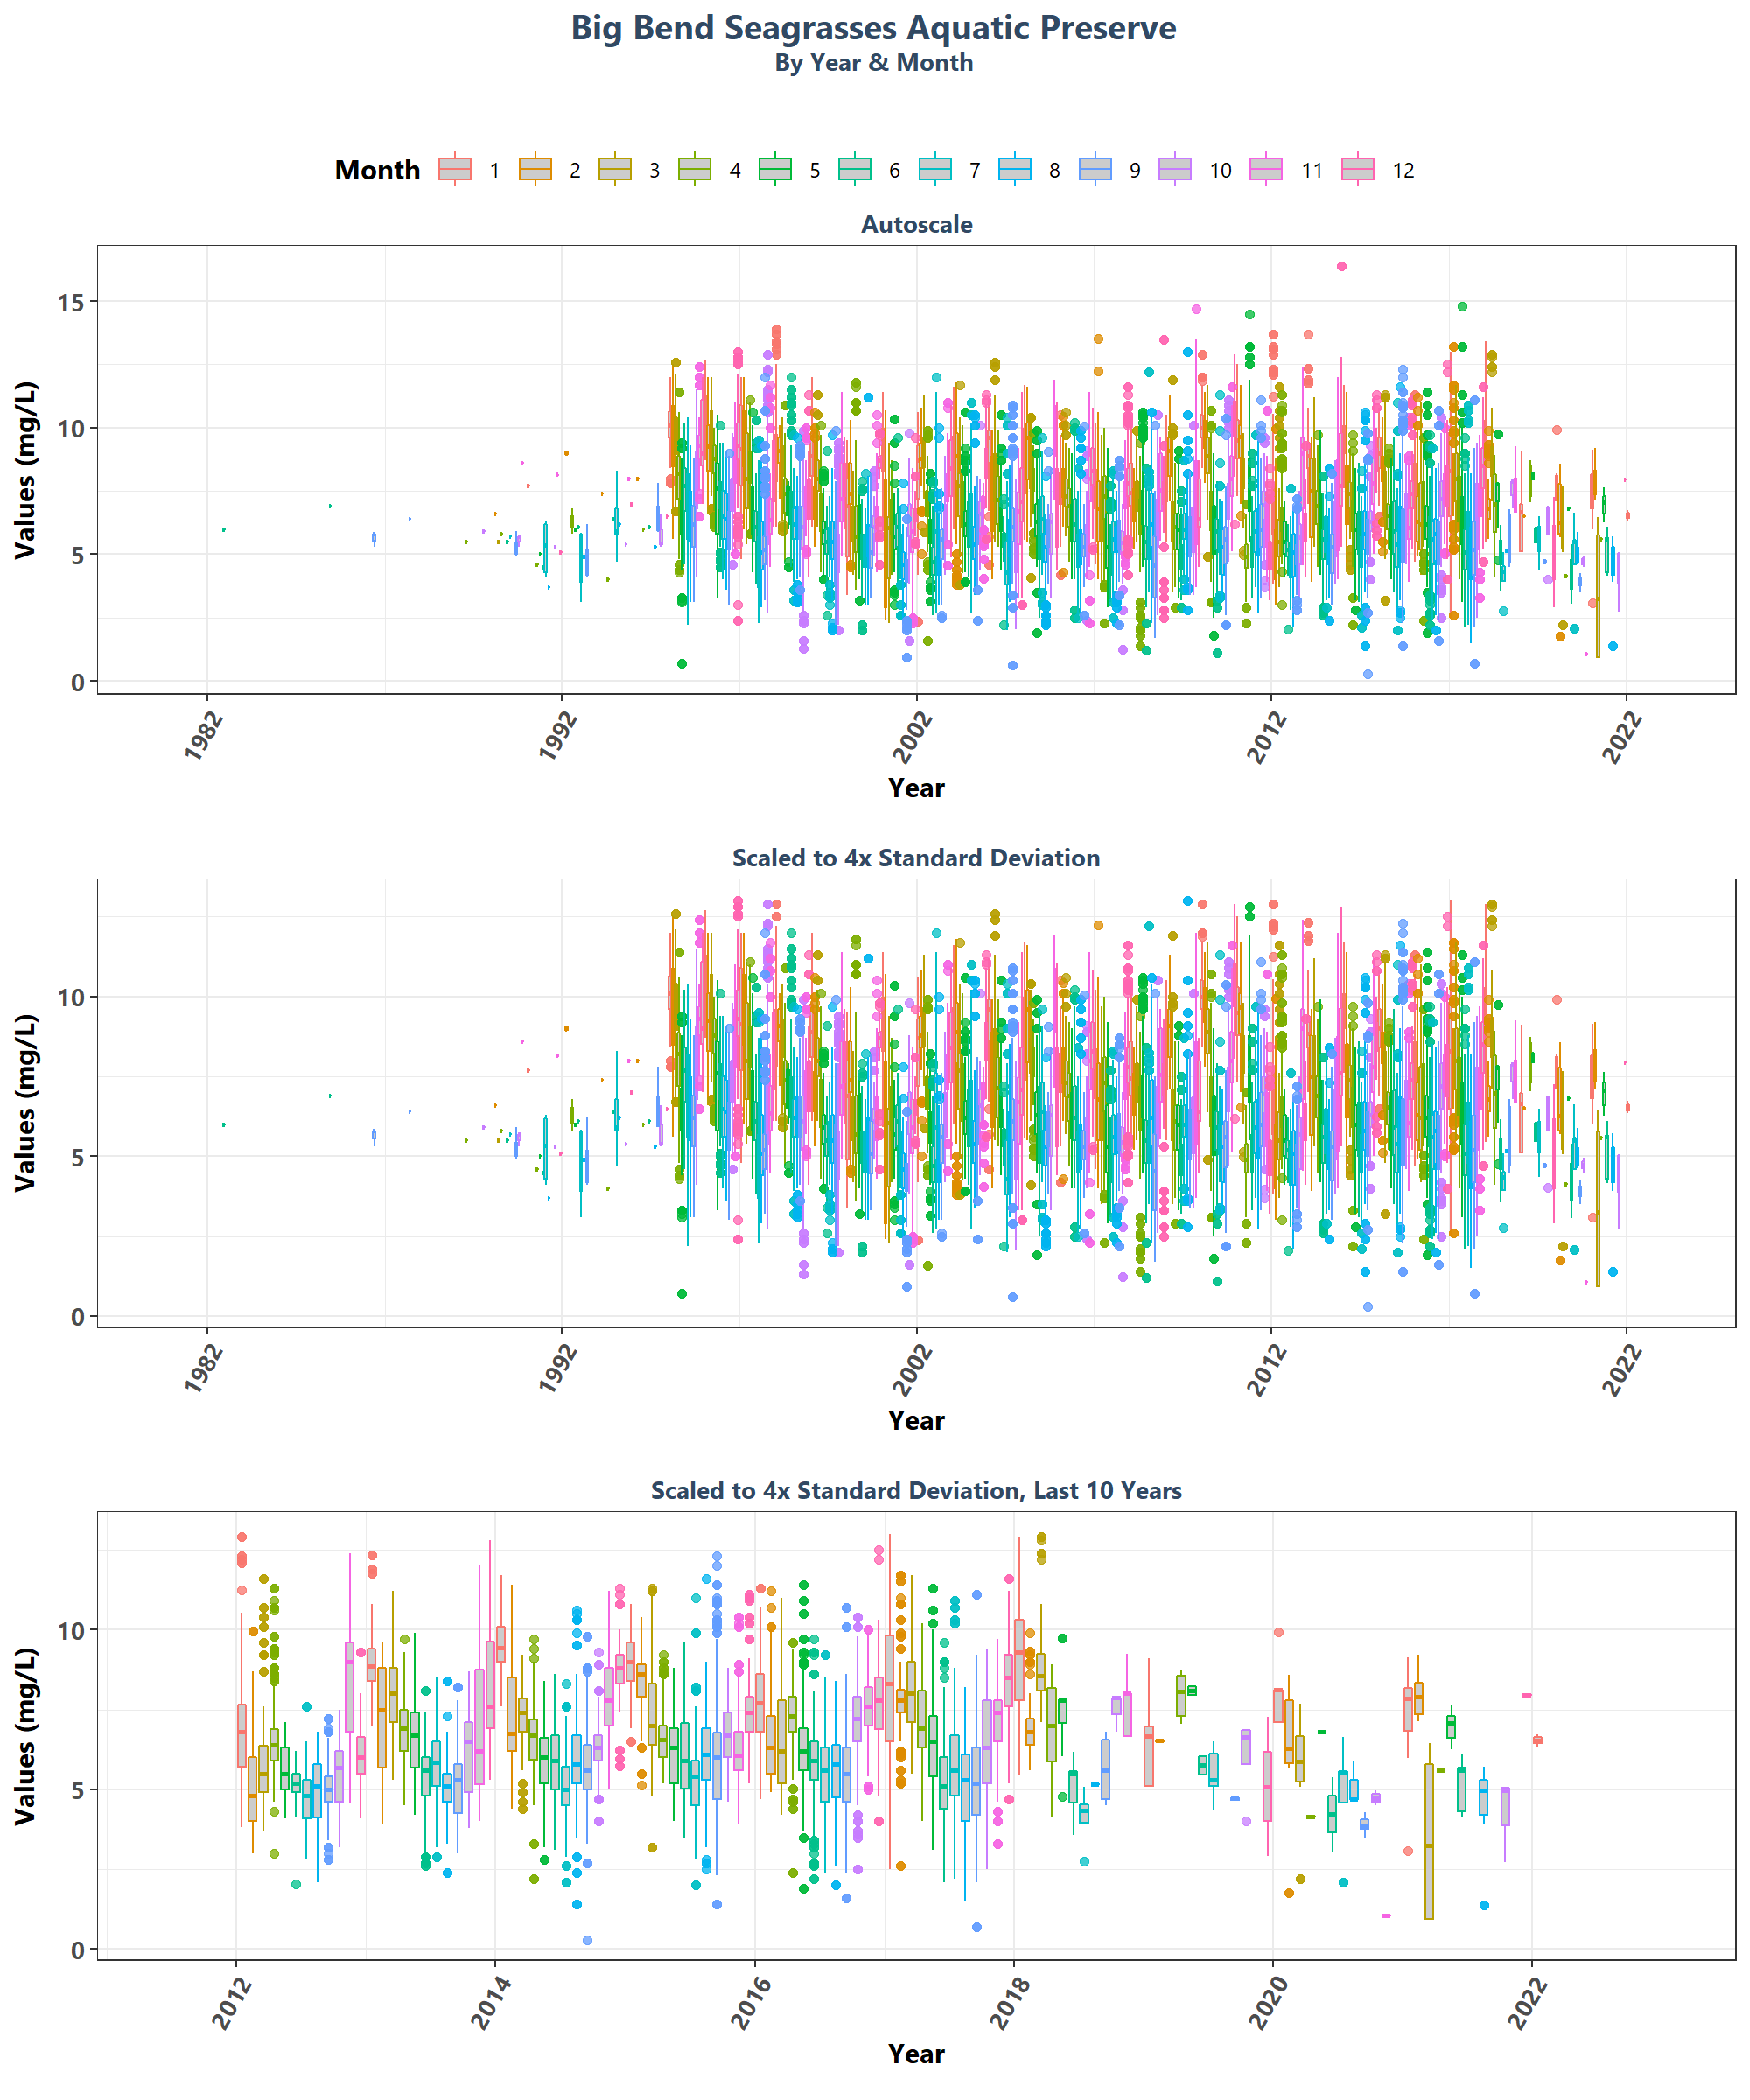 Big Bend Seagrasses Aquatic Preserve
By Year & Month
Month 1 2 3 4 5 6 7 8 9 10 11 12
Autoscale
Values (mg/L)
15
10
5
0
1982 1992 2002 2012 2022
Year
Scaled to 4x Standard Deviation
Values (mg/L)
10
5
0
1982 1992 2002 2012 2022
Year
Scaled to 4x Standard Deviation, Last 10 Years
Values (mg/L)
10
5
0
2012 2014 2016 2018 2020 2022
Year